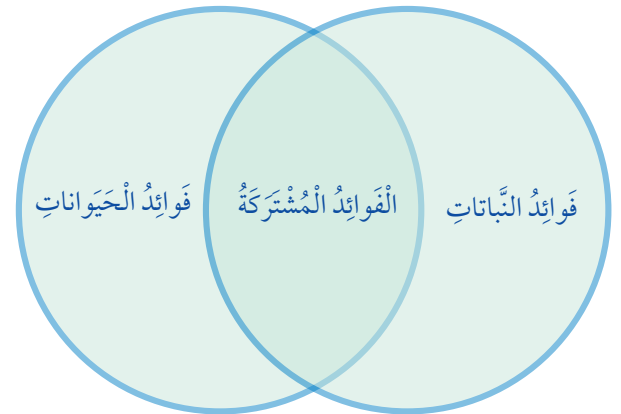 فَوائِدُ النَّباتاتِ
الْفَوائِدُ الْمُشْتَرَكَةُ
فَوائِدُ الْحَيَواناتِ